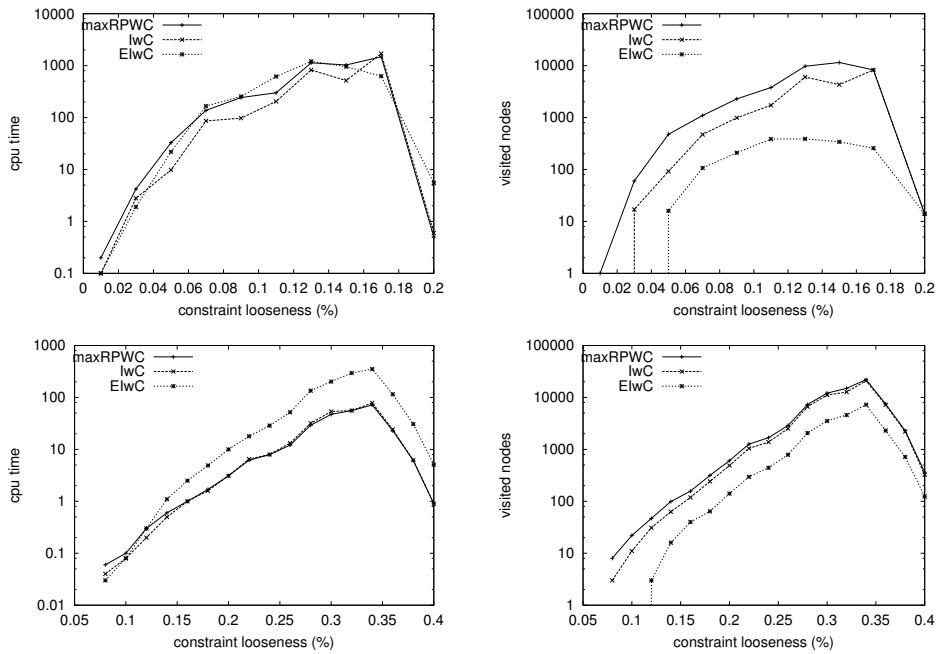 10000
1000
100
10
1
0.1
cpu time
maxRPWC
IwC
EIwC
0 0.02 0.04 0.06 0.08 0.1 0.12 0.14 0.16 0.18 0.2
constraint looseness (%)
100000
10000
1000
100
10
1
visited nodes
maxRPWC
IwC
EIwC
0 0.02 0.04 0.06 0.08 0.1 0.12 0.14 0.16 0.18 0.2
constraint looseness (%)
1000
100
10
1
0.1
0.01
cpu time
maxRPWC
IwC
EIwC
0.05 0.1 0.15 0.2 0.25 0.3 0.35 0.4
constraint looseness (%)
100000
10000
1000
100
10
1
visited nodes
maxRPWC
IwC
EIwC
0.05 0.1 0.15 0.2 0.25 0.3 0.35 0.4
constraint looseness (%)